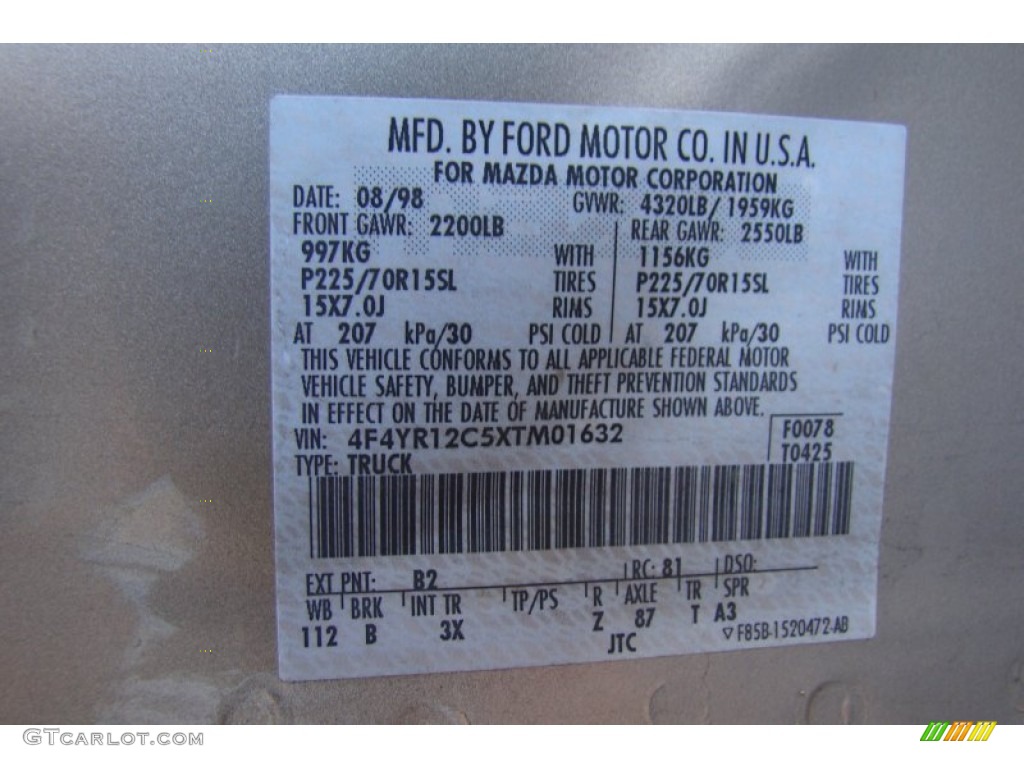 MFD. BY FORD MOTOR CO. IN U.S.A.
FOR MAZDA MOTOR CORPORATION
DATE: 08/98 GVWR: 4320LB/ 1959KG
FRONT GAWR: 2200LB REAR GAWR: 2550LB
997KG WITH 1156KG WITH
P225/70R15SL TIRES P225/70R15SL TIRES
15X7.0J RIMS 15X7.0J RIMS
AT 207 kPa/30 PSI COLD AT 207 kPa/30 PSI COLD
THIS VEHICLE CONFORMS TO ALL APPLICABLE FEDERAL MOTOR
VEHICLE SAFETY, BUMPER, AND THEFT PREVENTION STANDARDS
IN EFFECT ON THE DATE OF MANUFACTURE SHOWN ABOVE.
VIN: 4F4YR12C5XTM01632 F0078
TYPE: TRUCK T0425
EXT PNT: B2 RC: 81 DSO:
WB BRK INT TR TP/PS R AXLE TR SPR
112 B 3X Z 87 T A3
JTC ▽F85B-1520472-AB
GTCARLOT.COM